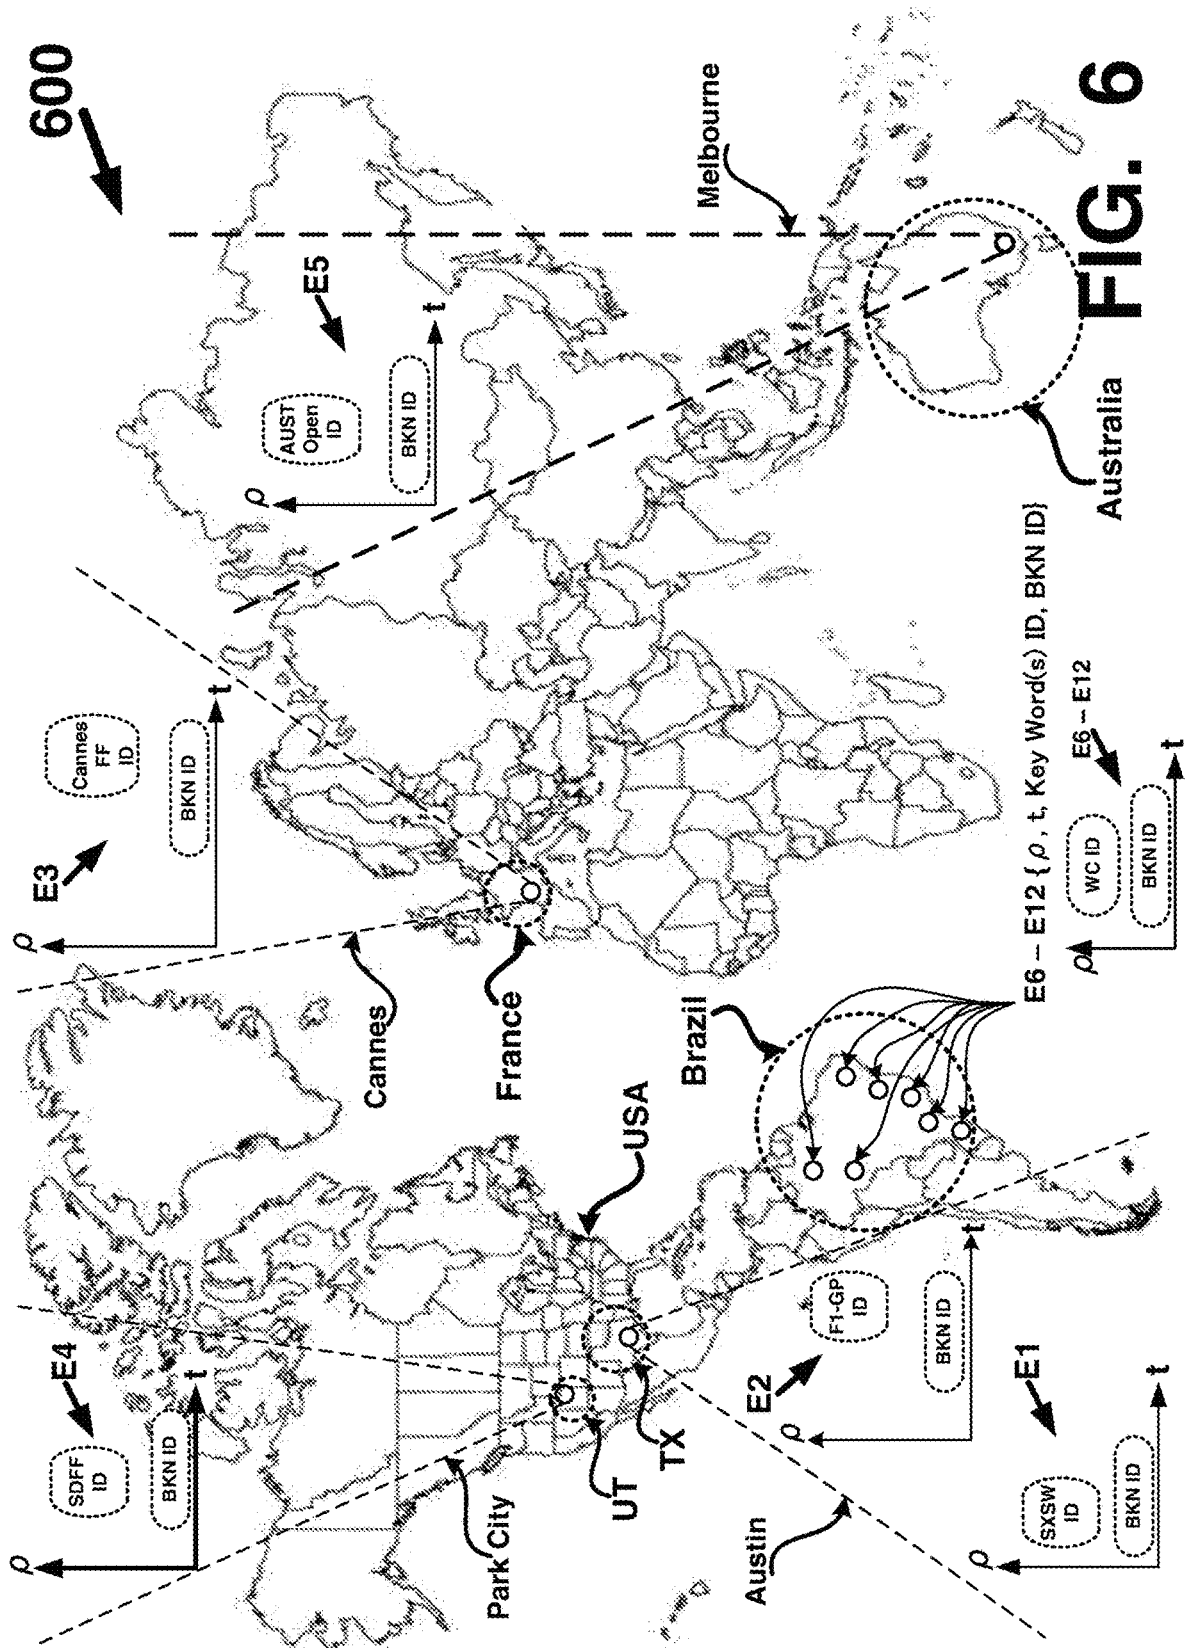 600
SDFF
ID
BKN ID
ρ
t
E4
E3
Cannes
FF
ID
BKN ID
ρ
t
E5
AUST
Open
ID
BKN ID
ρ
t
Park City
UT
TX
USA
Cannes
France
Melbourne
Austin
E2
F1-GP
ID
BKN ID
ρ
t
Brazil
Australia
E1
SXSW
ID
BKN ID
ρ
t
E6 – E12 { ρ, t, Key Word(s) ID, BKN ID}
E6 – E12
WC ID
BKN ID
ρ
t
FIG. 6